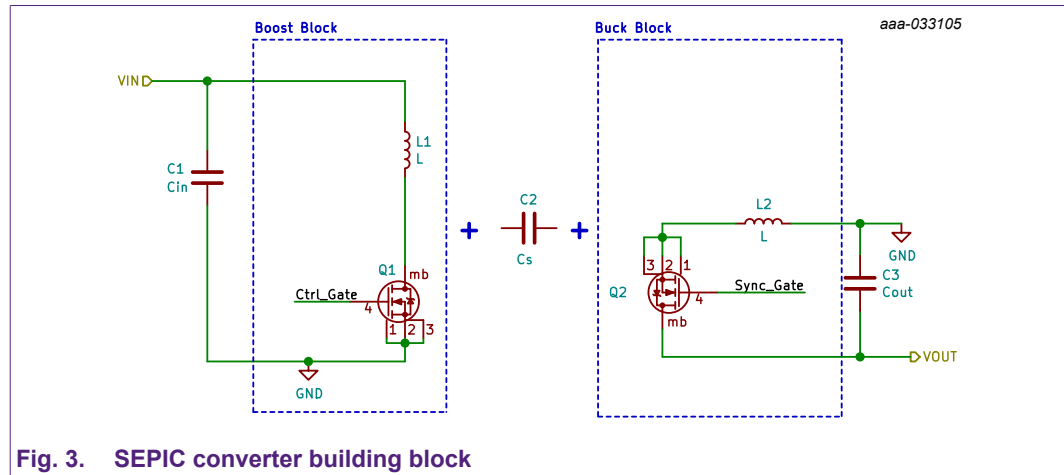 Boost Block
Buck Block
aaa-033105
VIN
L1
L
C1
Cin
C2
Cs
L2
L
GND
Q1
mb
3 2 1
C3
Cout
Ctrl_Gate
4
Q2
Sync_Gate
4
1 2 3
mb
VOUT
GND
Fig. 3. SEPIC converter building block